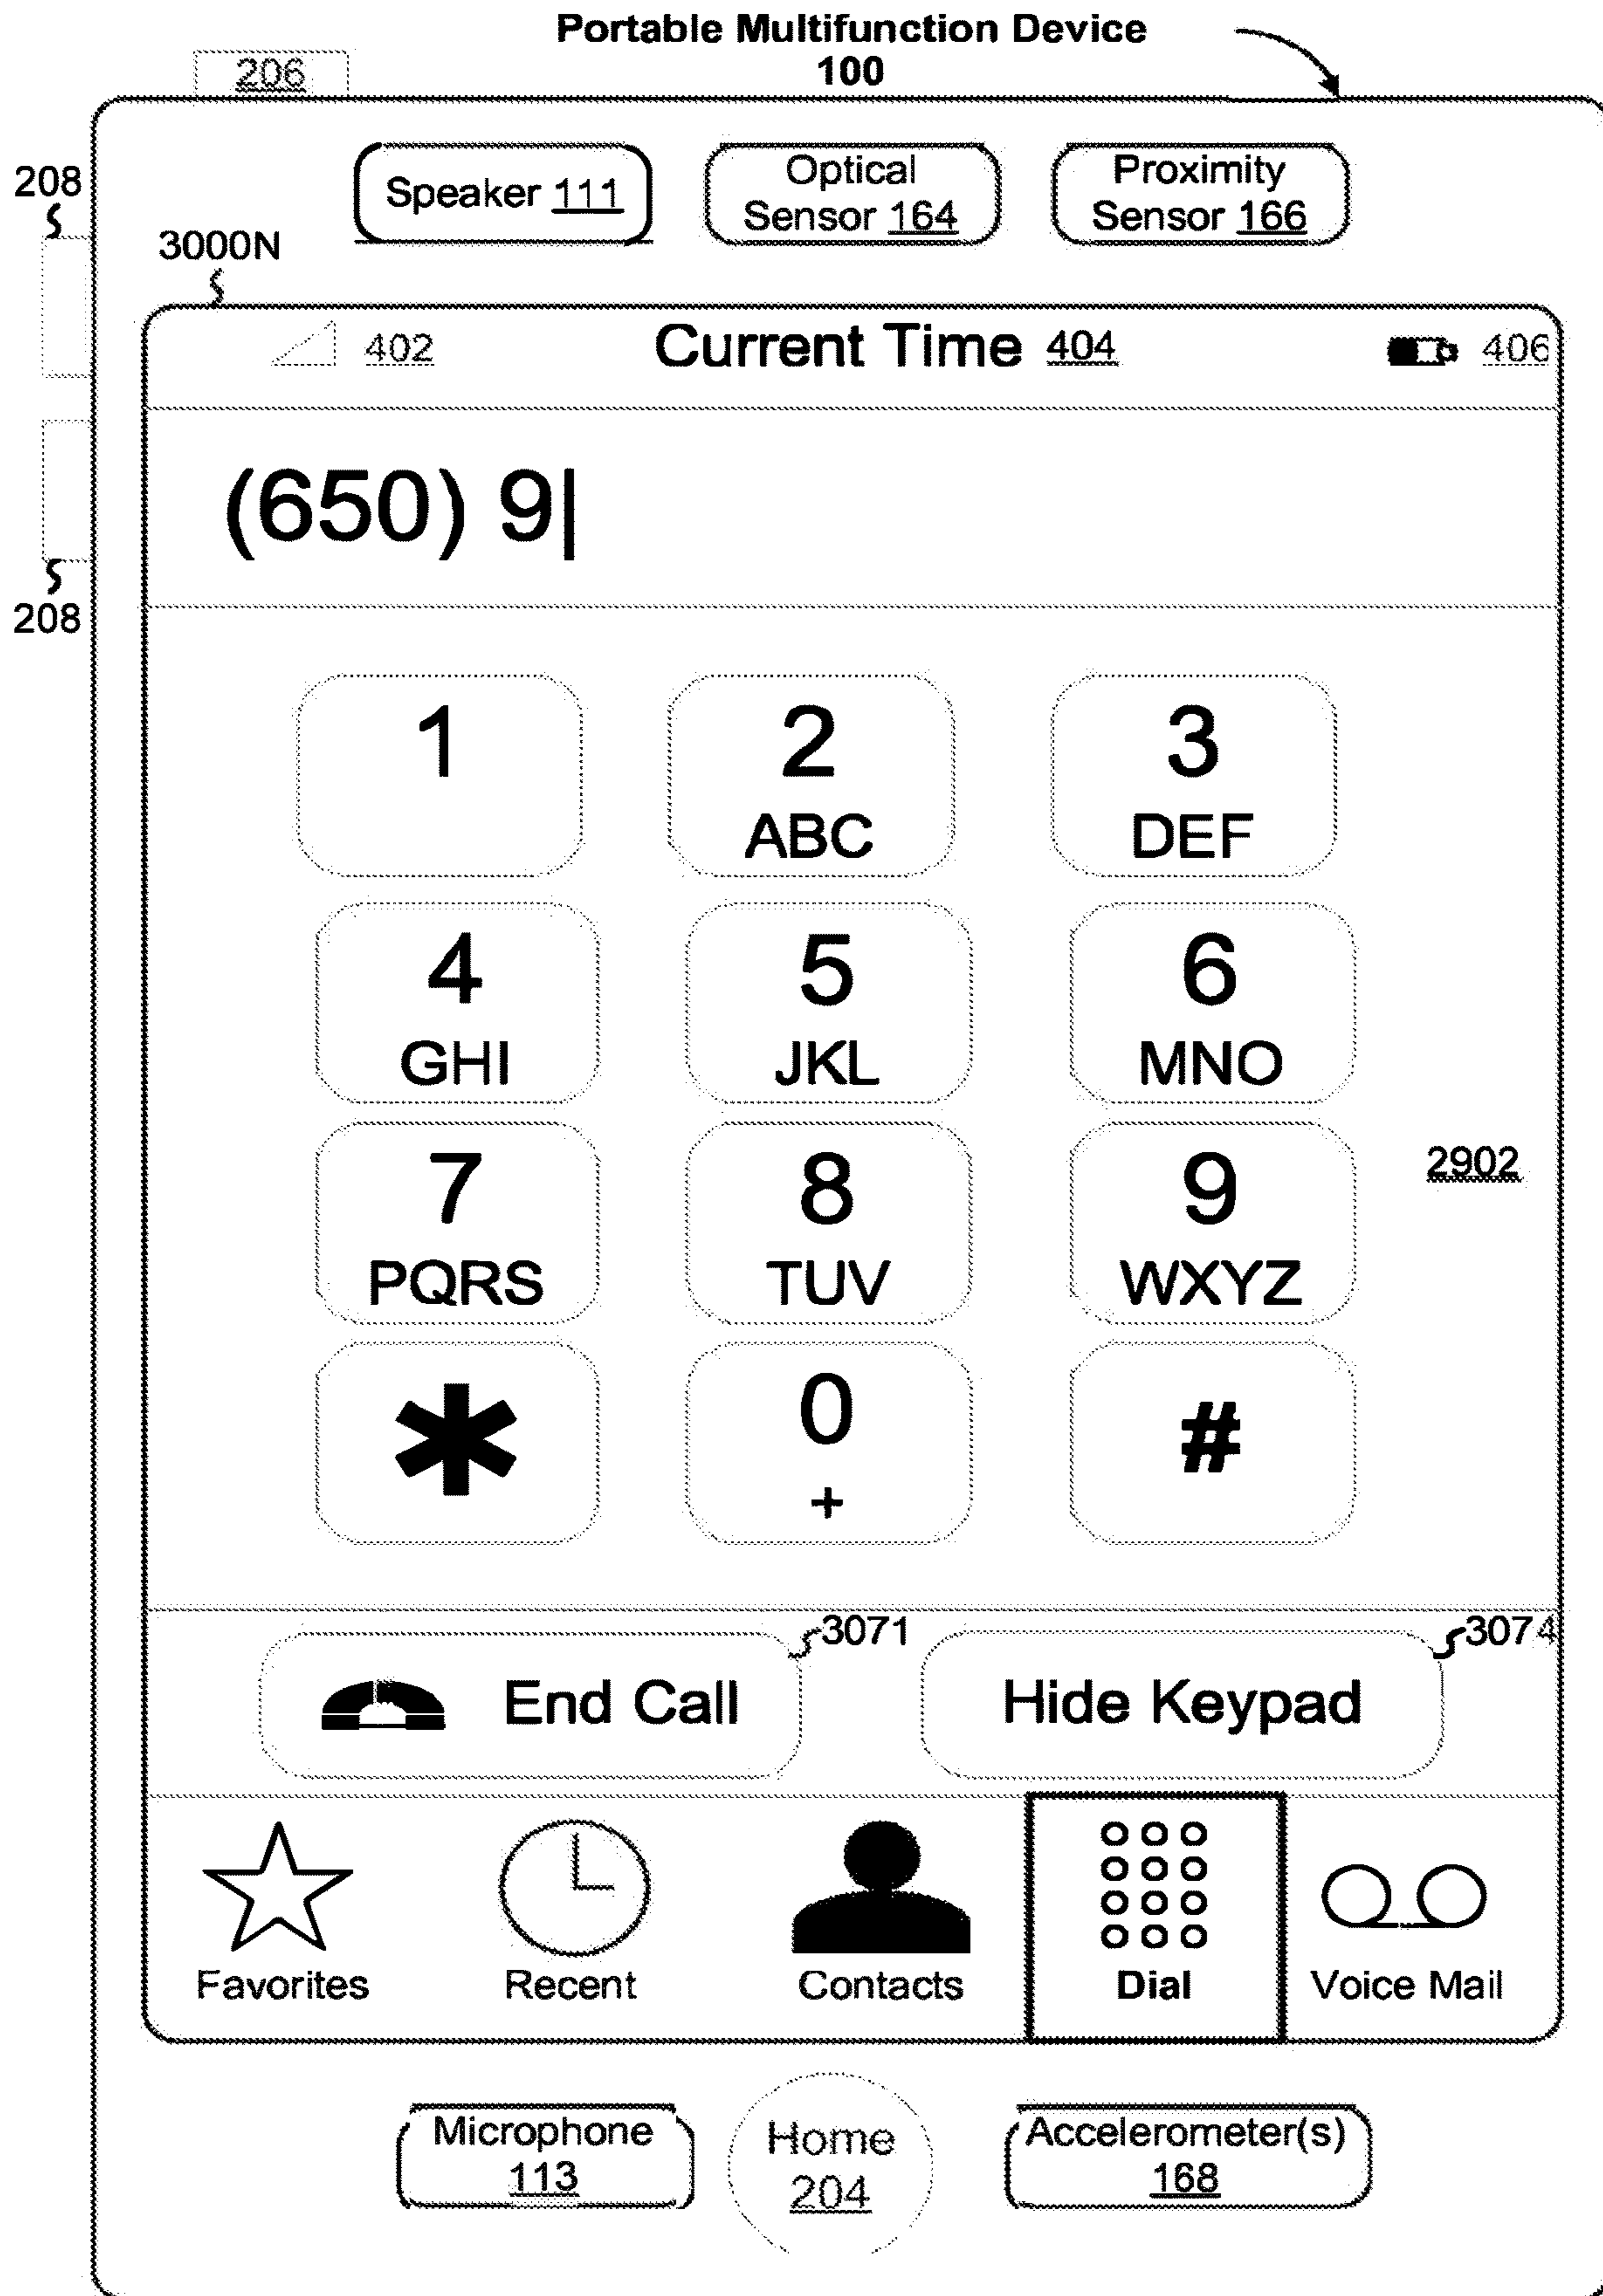 Portable Multifunction Device
100
206
208
Speaker 111
Optical
Sensor 164
Proximity
Sensor 166
3000N
402
Current Time 404
406
(650) 9|
208
1
2
ABC
3
DEF
4
GHI
5
JKL
6
MNO
7
PQRS
8
TUV
9
WXYZ
2902
*
0
+
#
3071
3074
End Call
Hide Keypad
Favorites
Recent
Contacts
Dial
Voice Mail
Microphone
113
Home
204
Accelerometer(s)
168